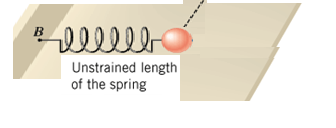 B
Unstrained length
of the spring